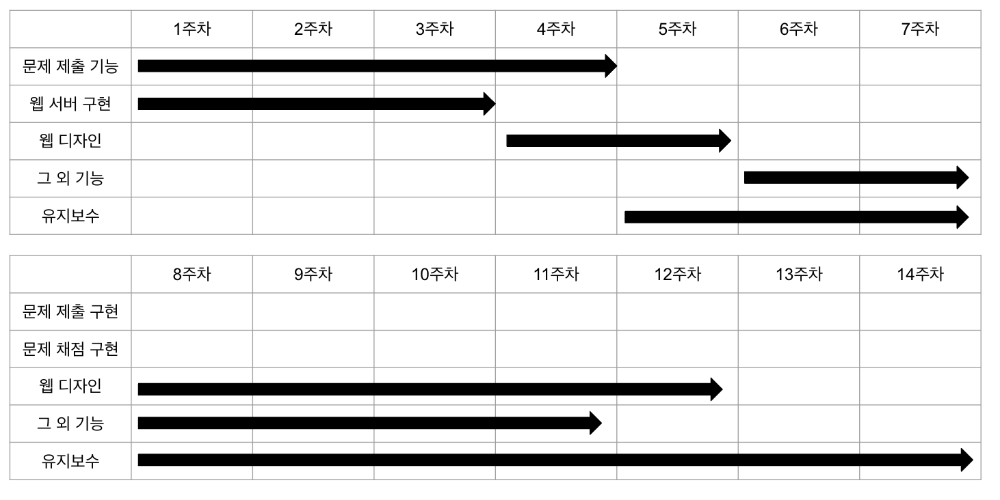 1주차 2주차 3주차 4주차 5주차 6주차 7주차
문제 제출 기능
웹 서버 구현
웹 디자인
그 외 기능
유지보수
8주차 9주차 10주차 11주차 12주차 13주차 14주차
문제 제출 구현
문제 채점 구현
웹 디자인
그 외 기능
유지보수